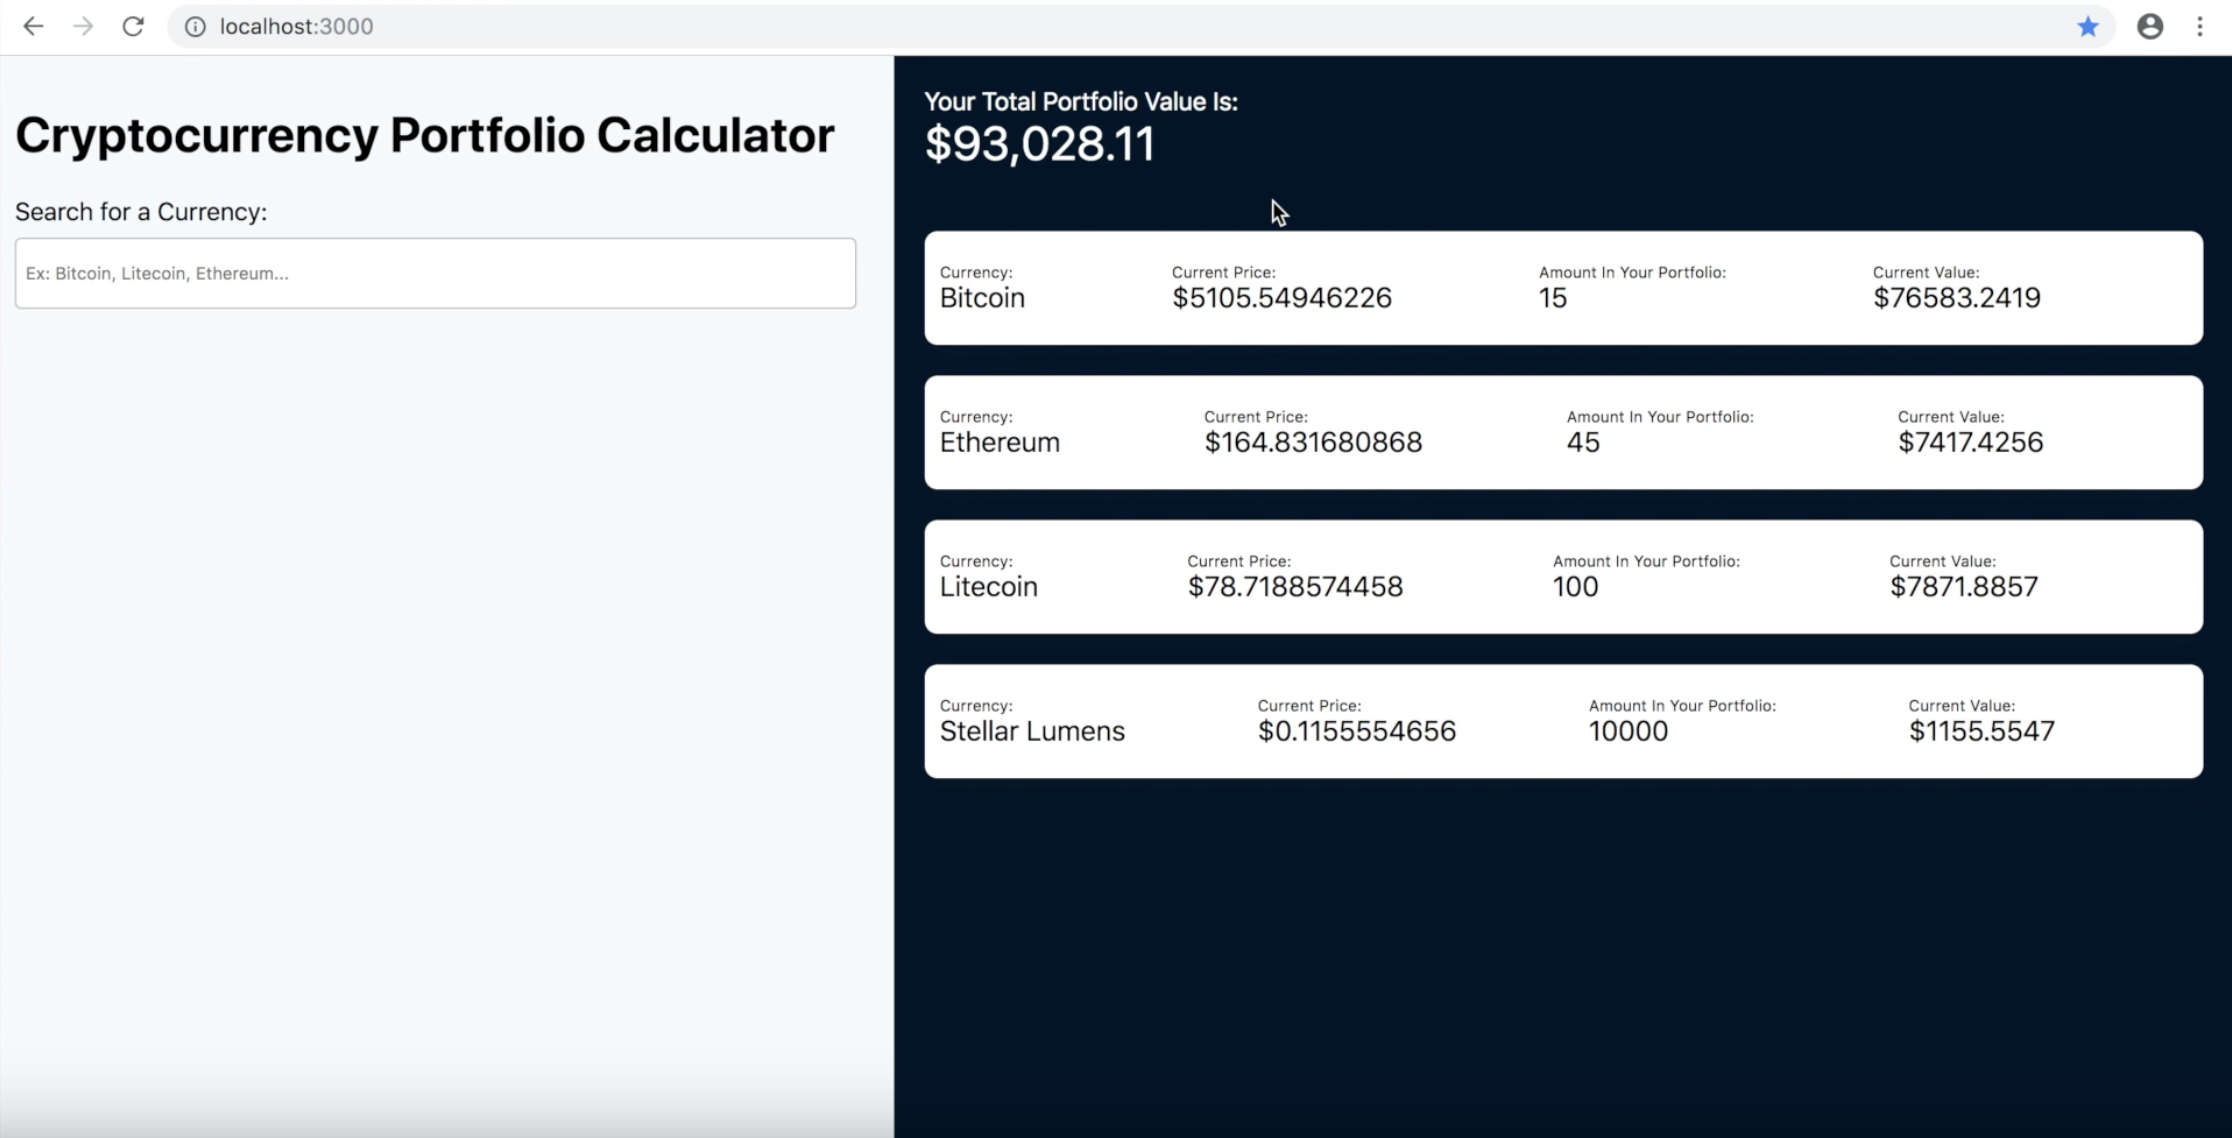 localhost:3000
Cryptocurrency Portfolio Calculator
Search for a Currency:
Ex: Bitcoin, Litecoin, Ethereum...
Your Total Portfolio Value Is:
$93,028.11
Currency: Current Price: Amount In Your Portfolio: Current Value:
Bitcoin $5105.54946226 15 $76583.2419
Currency: Current Price: Amount In Your Portfolio: Current Value:
Ethereum $164.831680868 45 $7417.4256
Currency: Current Price: Amount In Your Portfolio: Current Value:
Litecoin $78.7188574458 100 $7871.8857
Currency: Current Price: Amount In Your Portfolio: Current Value:
Stellar Lumens $0.1155554656 10000 $1155.5547